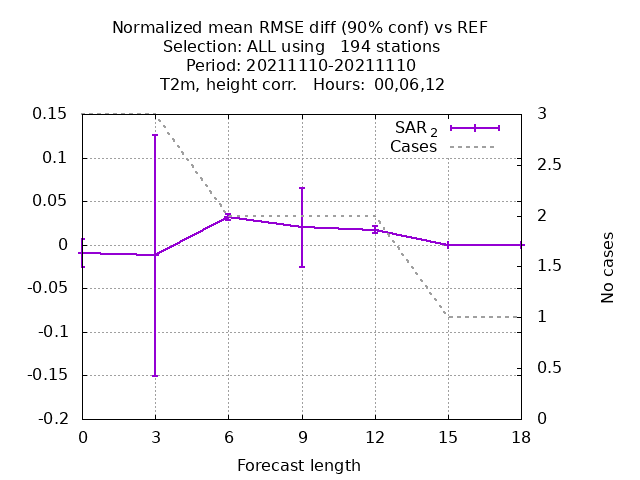 Normalized mean RMSE diff (90% conf) vs REF
Selection: ALL using   194 stations
Period: 20211110-20211110
T2m, height corr.   Hours: 00,06,12
SAR 2
Cases
0.15
0.1
0.05
0
-0.05
-0.1
-0.15
-0.2
3
2.5
2
1.5
1
0.5
0
No cases
0 3 6 9 12 15 18
Forecast length